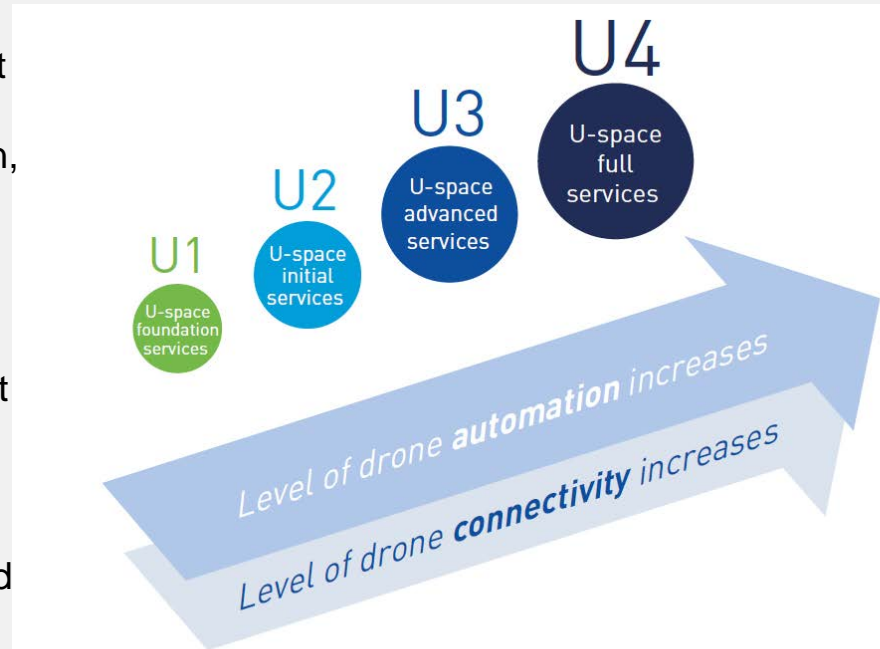 t
n,
t
d
U1
U-space
foundation
services
U2
U-space
initial
services
U3
U-space
advanced
services
U4
U-space
full
services
Level of drone automation increases
Level of drone connectivity increases